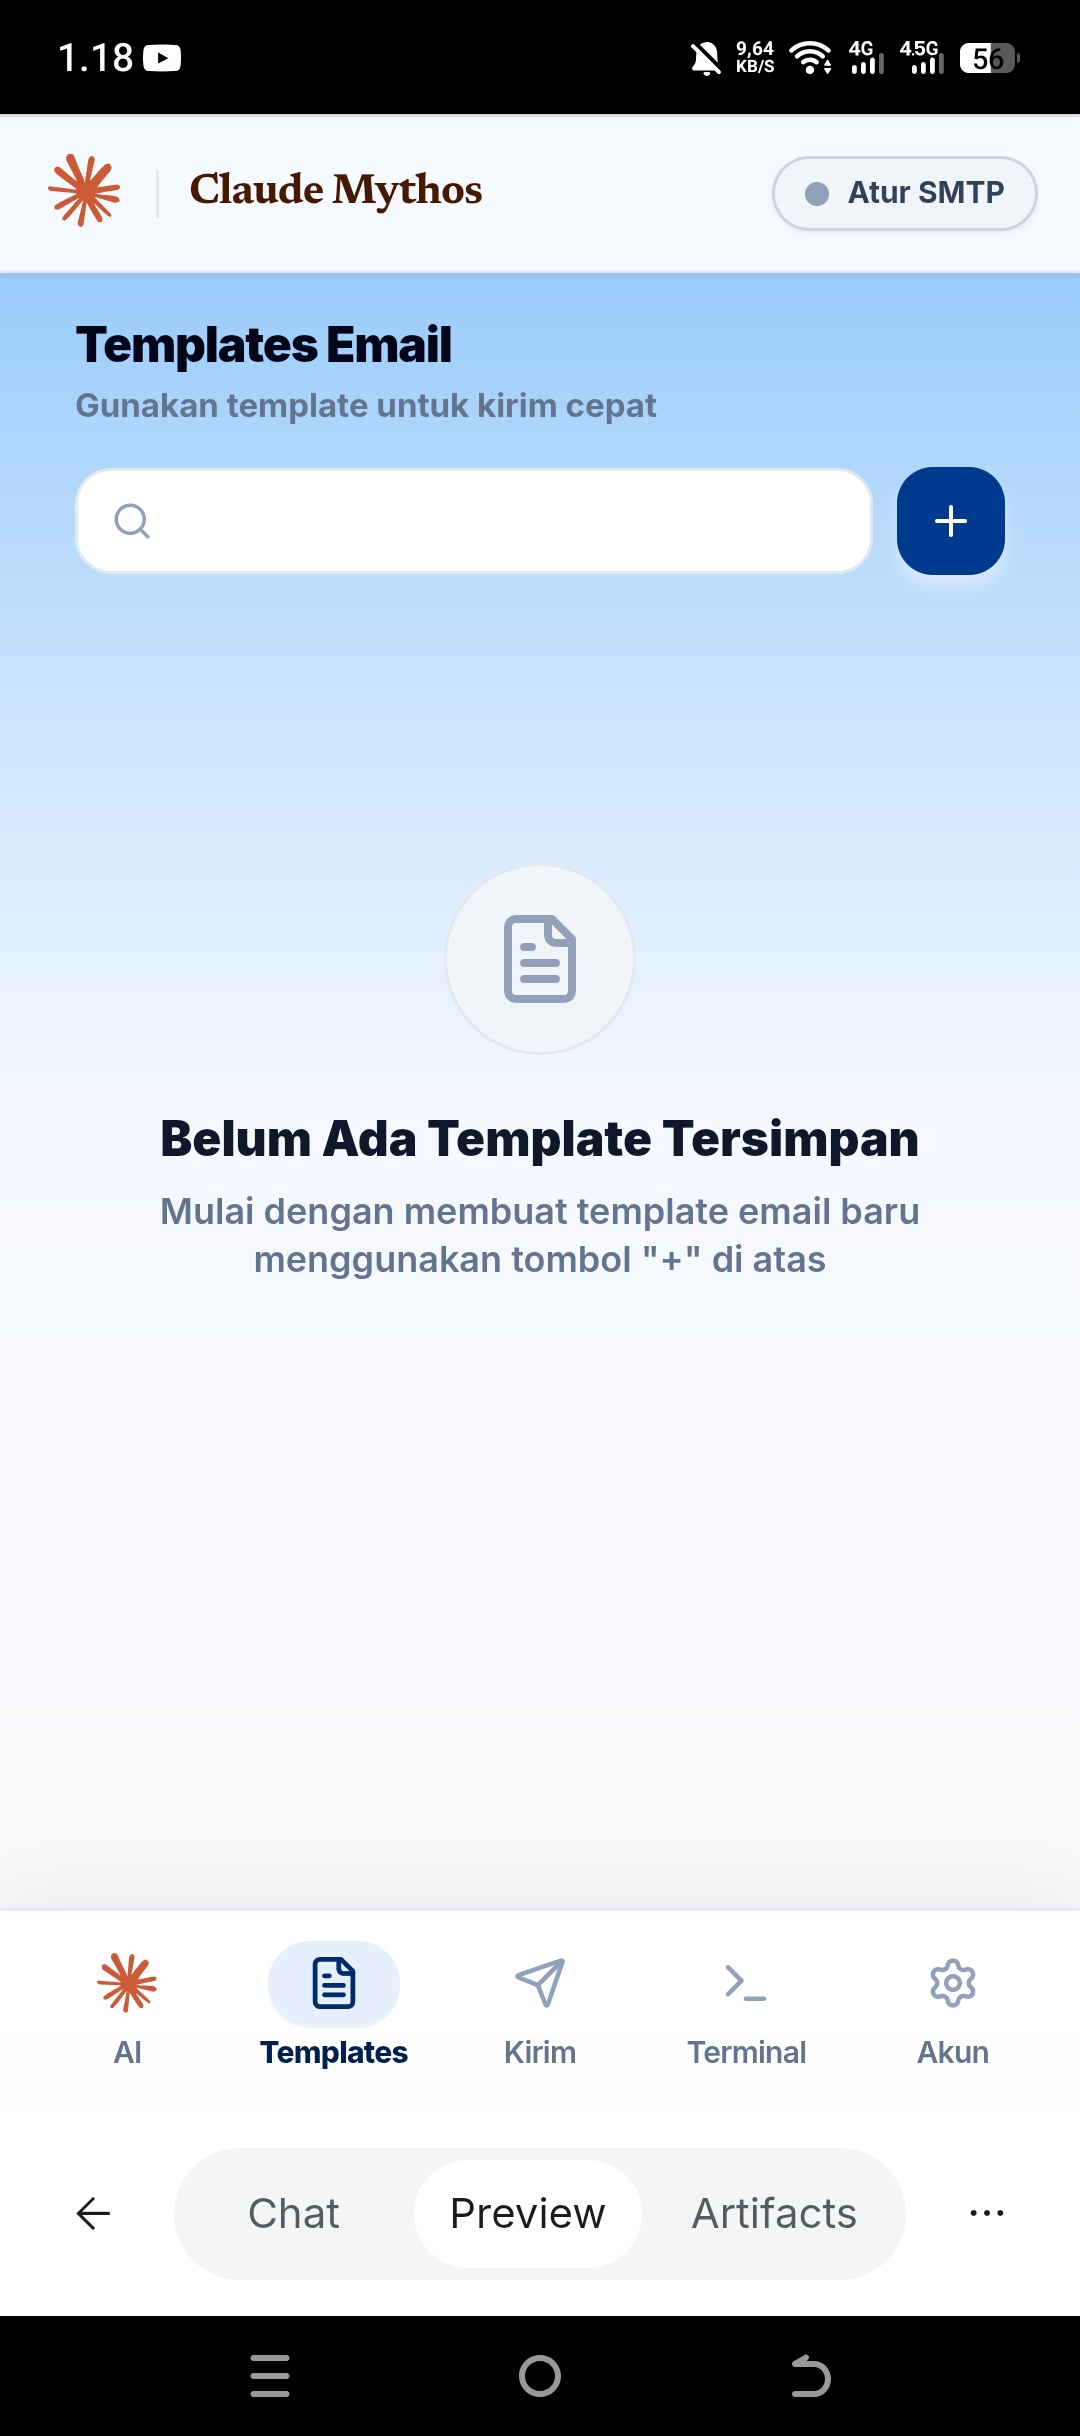 1.18
9,64
KB/S
4G
4.5G
56
Claude Mythos
Atur SMTP
Templates Email
Gunakan template untuk kirim cepat
Belum Ada Template Tersimpan
Mulai dengan membuat template email baru
menggunakan tombol "+" di atas
AI
Templates
Kirim
Terminal
Akun
Chat
Preview
Artifacts